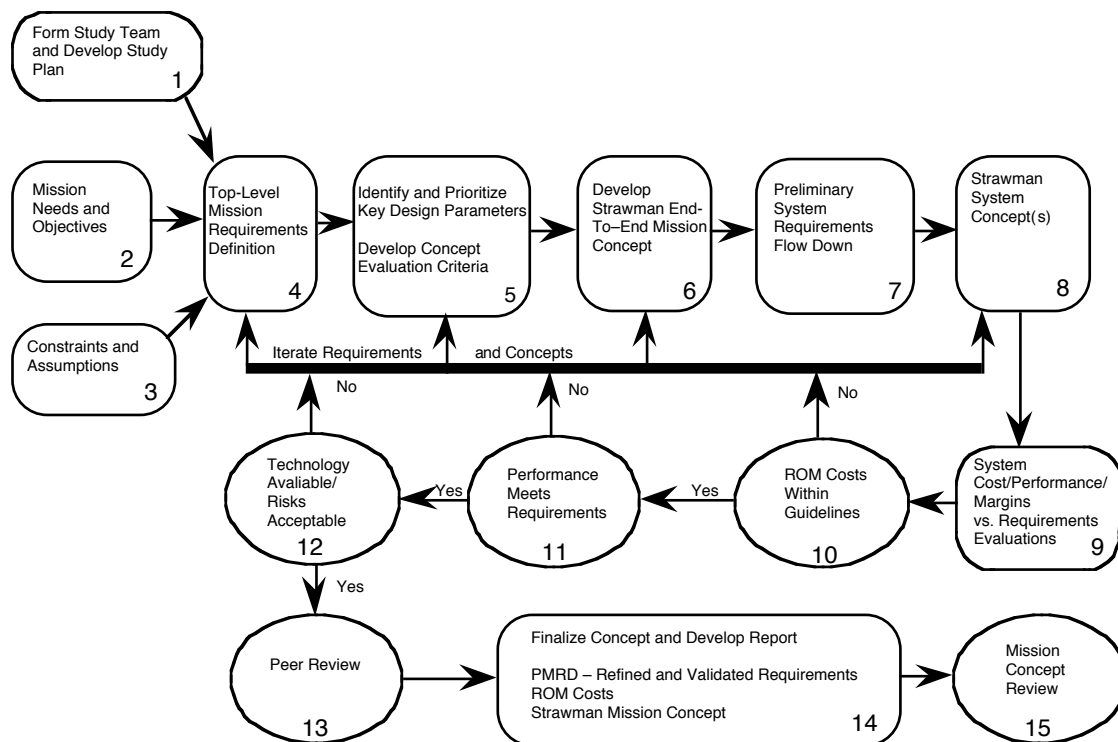 Form Study Team
and Develop Study
Plan
1
Mission
Needs and
Objectives
2
Constraints and
Assumptions
3
Top-Level
Mission
Requirements
Definition
4
Identify and Prioritize
Key Design Parameters
Develop Concept
Evaluation Criteria
5
Develop
Strawman End-
To–End Mission
Concept
6
Preliminary
System
Requirements
Flow Down
7
Strawman
System
Concept(s)
8
Iterate Requirements and Concepts
No
No
No
System
Cost/Performance/
Margins
vs. Requirements
Evaluations
9
ROM Costs
Within
Guidelines
10
Yes
Performance
Meets
Requirements
11
Yes
Technology
Avaliable/
Risks
Acceptable
12
Yes
Peer Review
13
Finalize Concept and Develop Report
PMRD – Refined and Validated Requirements
ROM Costs
Strawman Mission Concept
14
Mission
Concept
Review
15